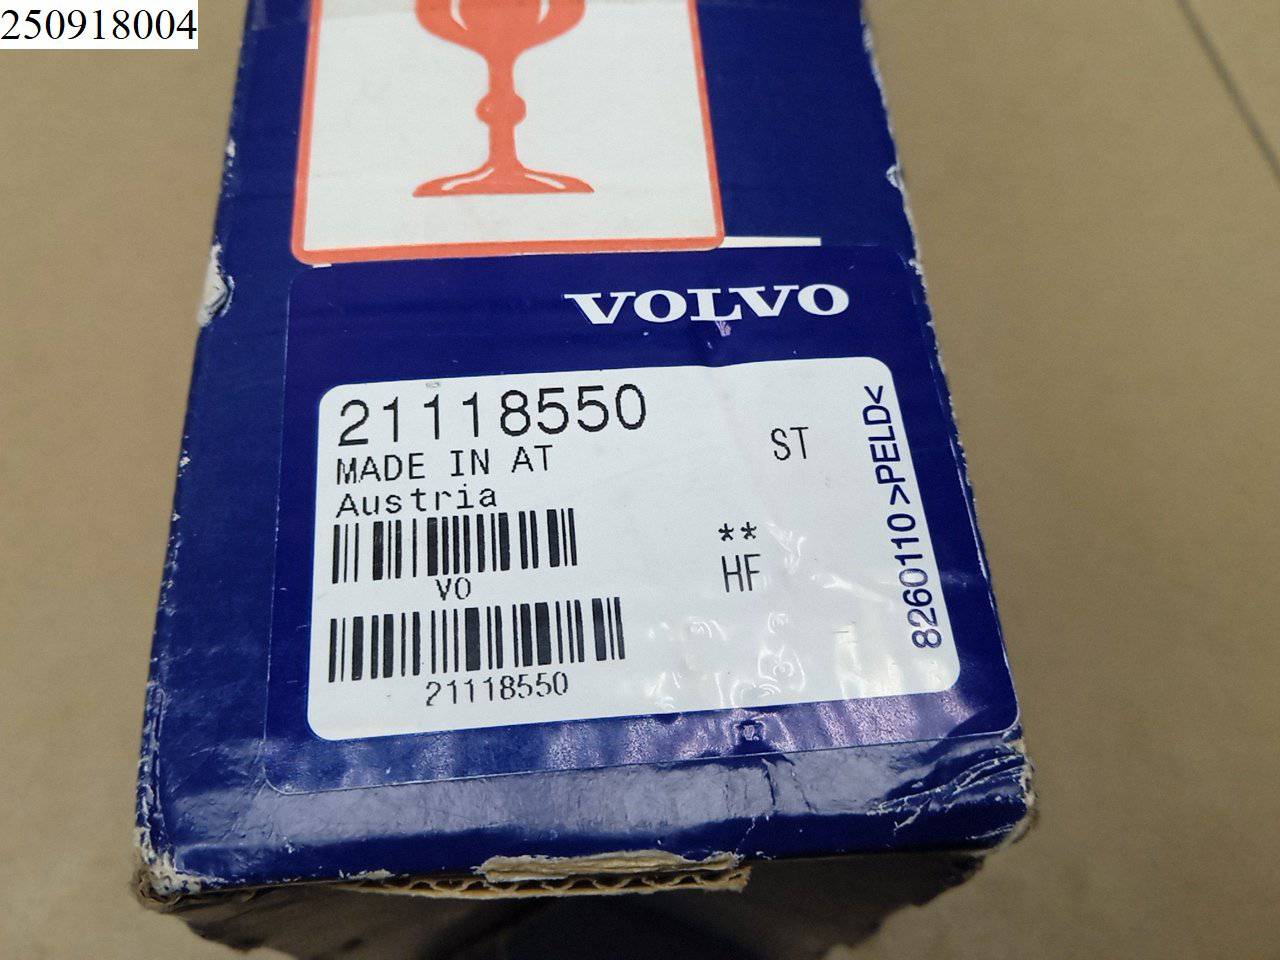 250918004
VOLVO
21118550
MADE IN AT
Austria
ST
**
HF
VO
21118550
8260110 >PELD<